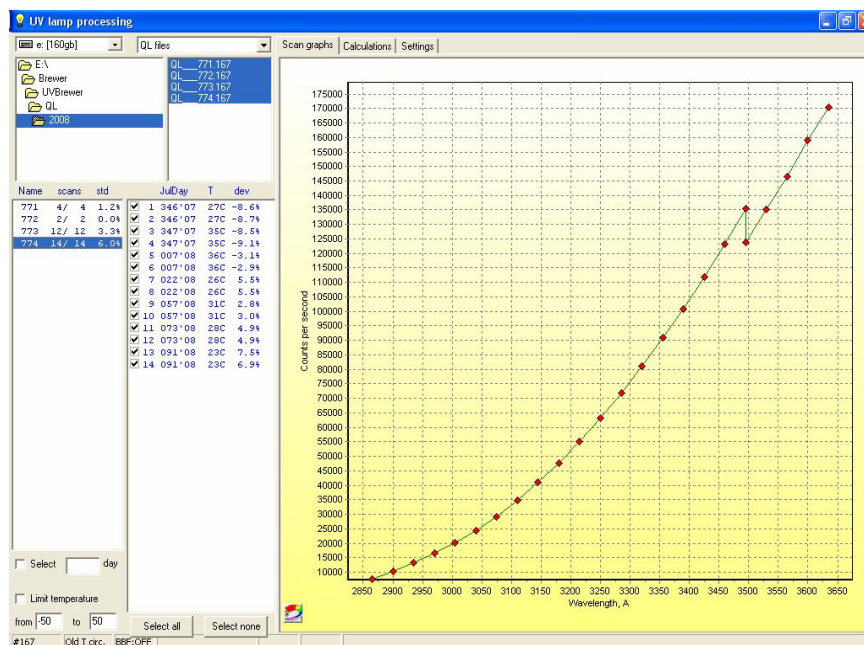 UV lamp processing
e: [160gb]
QL files
Scan graphs Calculations Settings
E:\
Brewer
UVBrewer
QL
2008
QL___771.167
QL___772.167
QL___773.167
QL___774.167
Name scans std
771 4/ 4 1.2%
772 2/ 2 0.0%
773 12/ 12 3.3%
774 14/ 14 6.0%
JulDay T dev
1 346'07 27C -8.6%
2 346'07 27C -8.7%
3 347'07 35C -8.5%
4 347'07 35C -9.1%
5 007'08 36C -3.1%
6 007'08 36C -2.9%
7 022'08 26C 5.5%
8 022'08 26C 5.5%
9 057'08 31C 2.8%
10 057'08 31C 3.0%
11 073'08 28C 4.9%
12 073'08 28C 4.9%
13 091'08 23C 7.5%
14 091'08 23C 6.9%
Select day
Limit temperature
from -50 to 50
Select all Select none
#167 Old T circ. BBF:OFF
Counts per second
175000
170000
165000
160000
155000
150000
145000
140000
135000
130000
125000
120000
115000
110000
105000
100000
95000
90000
85000
80000
75000
70000
65000
60000
55000
50000
45000
40000
35000
30000
25000
20000
15000
10000
2850 2900 2950 3000 3050 3100 3150 3200 3250 3300 3350 3400 3450 3500 3550 3600 3650
Wavelength, A